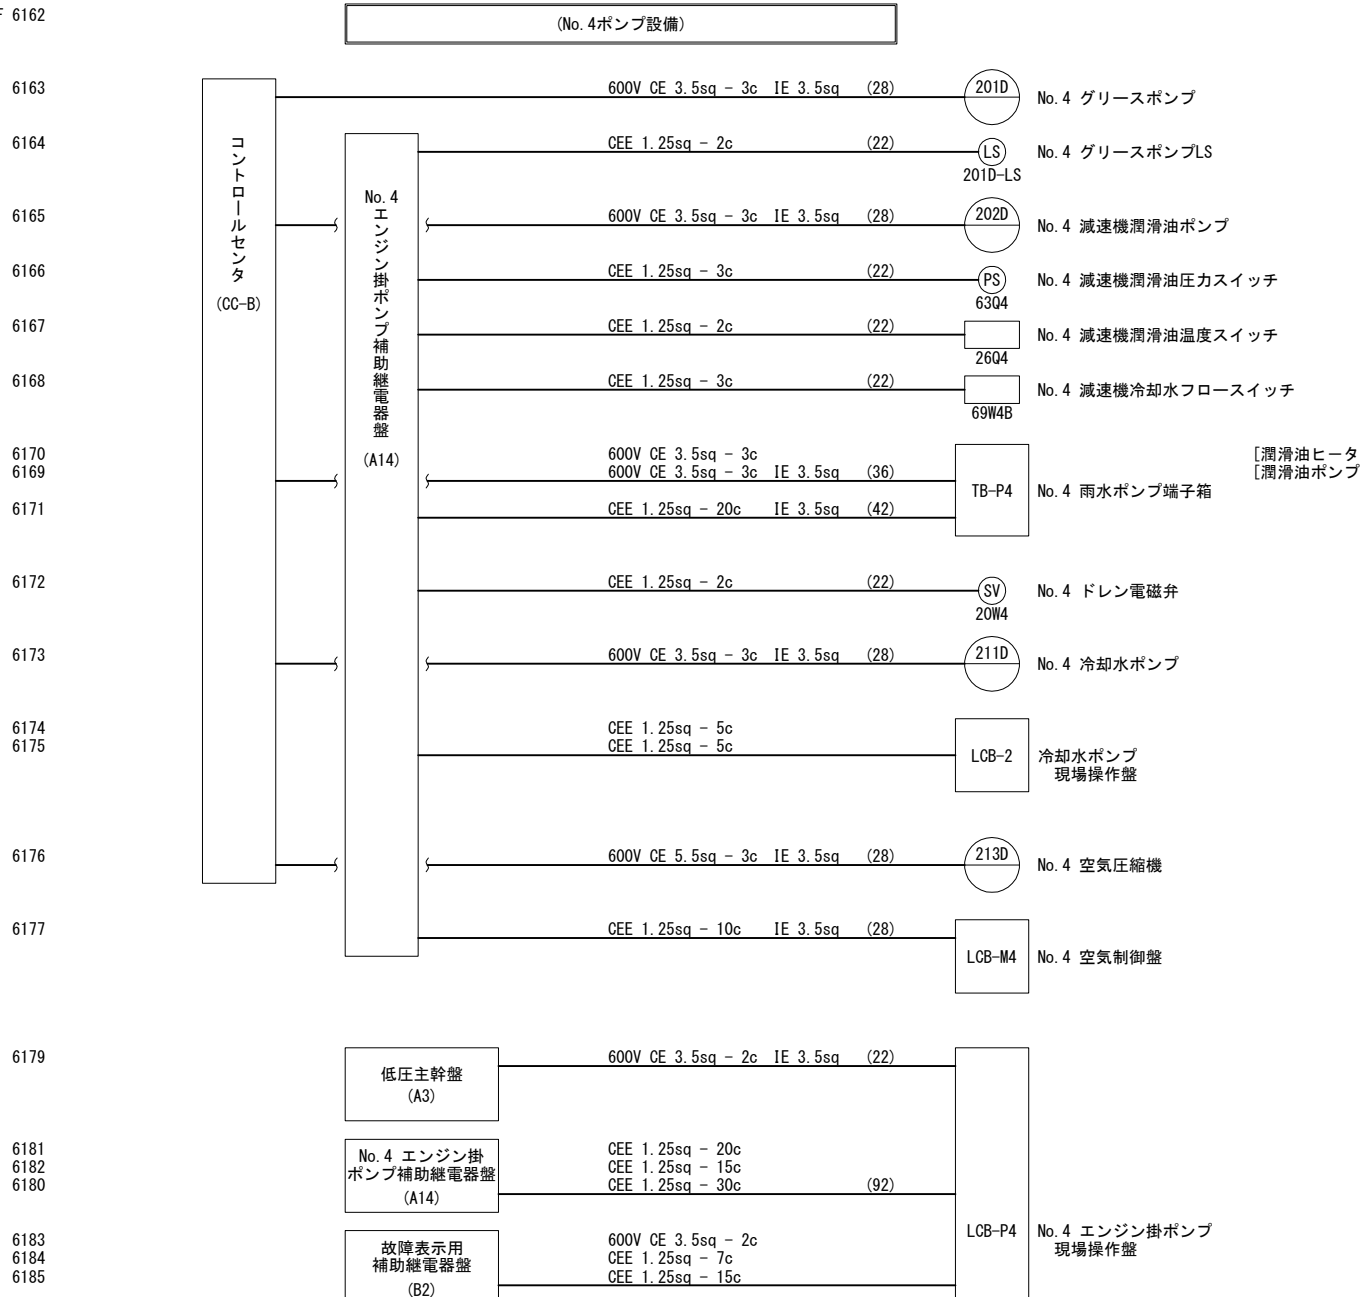 F 6162
(No.4ポンプ設備)
6163
600V CE 3.5sq - 3c IE 3.5sq (28)
201D
No.4 グリースポンプ
コントロールセンタ
(CC-B)
6164
CEE 1.25sq - 2c (22)
LS
201D-LS
No.4 グリースポンプLS
No.4
エンジン掛ポンプ補助継電器盤
(A14)
6165
600V CE 3.5sq - 3c IE 3.5sq (28)
202D
No.4 減速機潤滑油ポンプ
6166
CEE 1.25sq - 3c (22)
PS
63Q4
No.4 減速機潤滑油圧力スイッチ
6167
CEE 1.25sq - 2c (22)
26Q4
No.4 減速機潤滑油温度スイッチ
6168
CEE 1.25sq - 3c (22)
69W4B
No.4 減速機冷却水フロースイッチ
6170
600V CE 3.5sq - 3c
[潤滑油ヒータ
6169
600V CE 3.5sq - 3c IE 3.5sq (36)
[潤滑油ポンプ
TB-P4
No.4 雨水ポンプ端子箱
6171
CEE 1.25sq - 20c IE 3.5sq (42)
6172
CEE 1.25sq - 2c (22)
SV
20W4
No.4 ドレン電磁弁
6173
600V CE 3.5sq - 3c IE 3.5sq (28)
211D
No.4 冷却水ポンプ
6174
CEE 1.25sq - 5c
6175
CEE 1.25sq - 5c
LCB-2
冷却水ポンプ
現場操作盤
6176
600V CE 5.5sq - 3c IE 3.5sq (28)
213D
No.4 空気圧縮機
6177
CEE 1.25sq - 10c IE 3.5sq (28)
LCB-M4
No.4 空気制御盤
6179
低圧主幹盤
(A3)
600V CE 3.5sq - 2c IE 3.5sq (22)
6181
No.4 エンジン掛
ポンプ補助継電器盤
(A14)
CEE 1.25sq - 20c
6182
CEE 1.25sq - 15c
6180
CEE 1.25sq - 30c (92)
LCB-P4
No.4 エンジン掛ポンプ
現場操作盤
6183
故障表示用
補助継電器盤
(B2)
600V CE 3.5sq - 2c
6184
CEE 1.25sq - 7c
6185
CEE 1.25sq - 15c